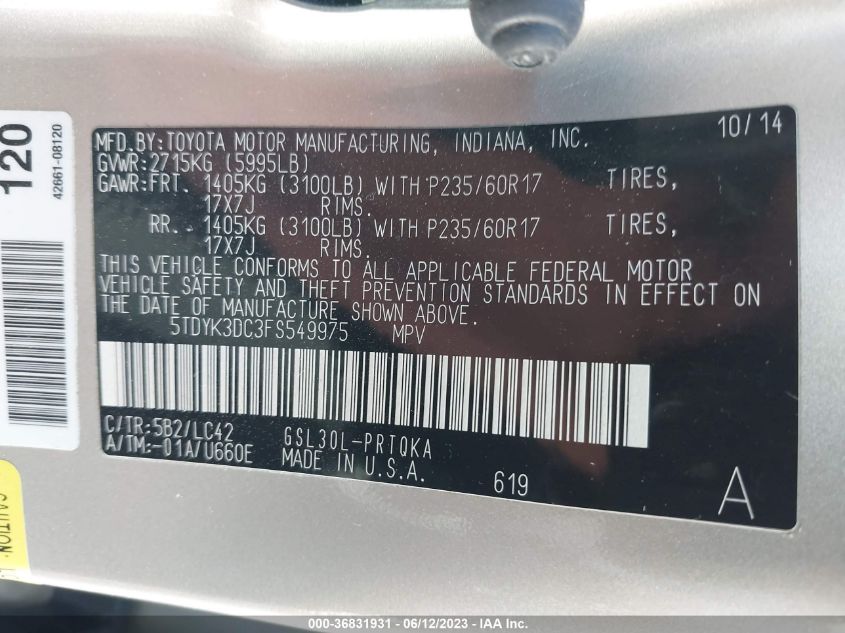 120
42661-08120
MFD.BY:TOYOTA MOTOR MANUFACTURING, INDIANA, INC. 10/14
GVWR:2715KG (5995LB)
GAWR:FRT. 1405KG (3100LB) WITH P235/60R17 TIRES,
17X7J RIMS.
RR. 1405KG (3100LB) WITH P235/60R17 TIRES,
17X7J RIMS.
THIS VEHICLE CONFORMS TO ALL APPLICABLE FEDERAL MOTOR
VEHICLE SAFETY AND THEFT PREVENTION STANDARDS IN EFFECT ON
THE DATE OF MANUFACTURE SHOWN ABOVE.
5TDYK3DC3FS549975 MPV
C/TR:5B2/LC42 GSL30L-PRTQKA
A/TM:-01A/U660E MADE IN U.S.A.
619
A
CAUTION
000-36831931 - 06/12/2023 - © IAA Inc.